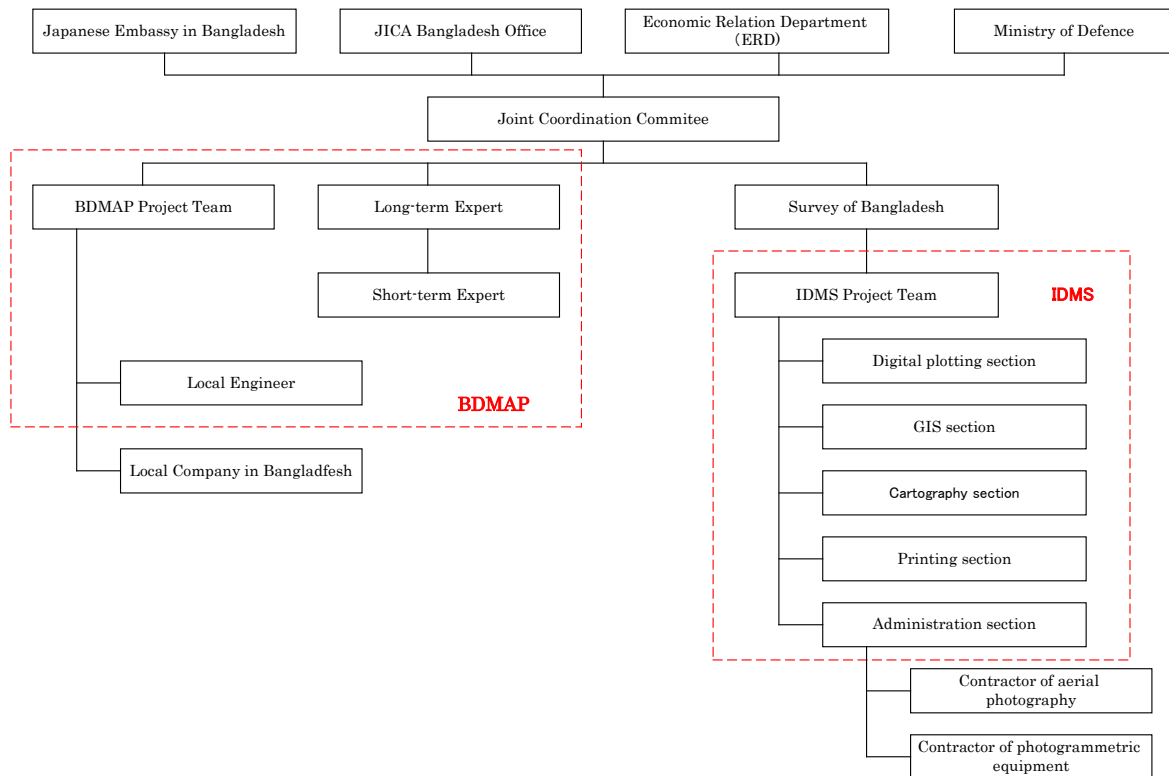 Japanese Embassy in Bangladesh
JICA Bangladesh Office
Economic Relation Department
(ERD)
Ministry of Defence
Joint Coordination Commitee
BDMAP Project Team
Long-term Expert
Survey of Bangladesh
Short-term Expert
IDMS Project Team
IDMS
Digital plotting section
Local Engineer
BDMAP
GIS section
Local Company in Bangladfesh
Cartography section
Printing section
Administration section
Contractor of aerial
photography
Contractor of photogrammetric
equipment